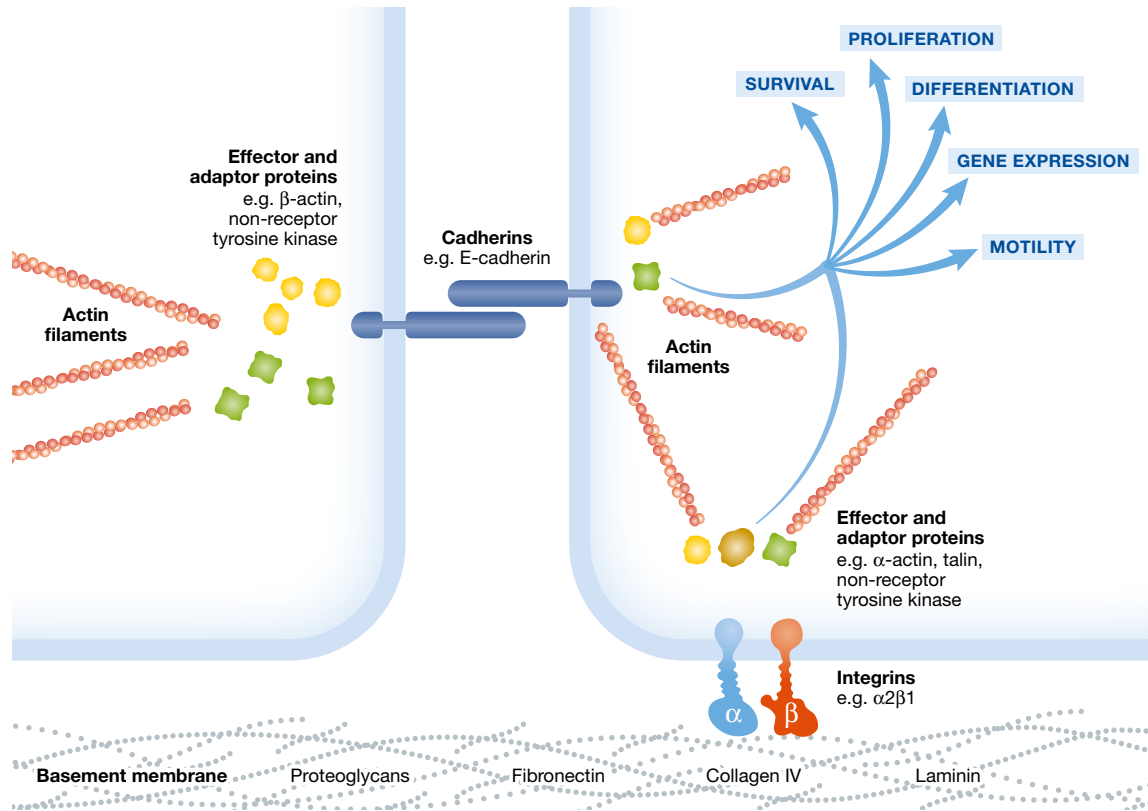 PROLIFERATION
SURVIVAL
DIFFERENTIATION
GENE EXPRESSION
MOTILITY
Effector and
adaptor proteins
e.g. β-actin,
non-receptor
tyrosine kinase
Cadherins
e.g. E-cadherin
Actin
filaments
Actin
filaments
Effector and
adaptor proteins
e.g. α-actin, talin,
non-receptor
tyrosine kinase
Integrins
e.g. α2β1
α
β
Basement membrane
Proteoglycans
Fibronectin
Collagen IV
Laminin